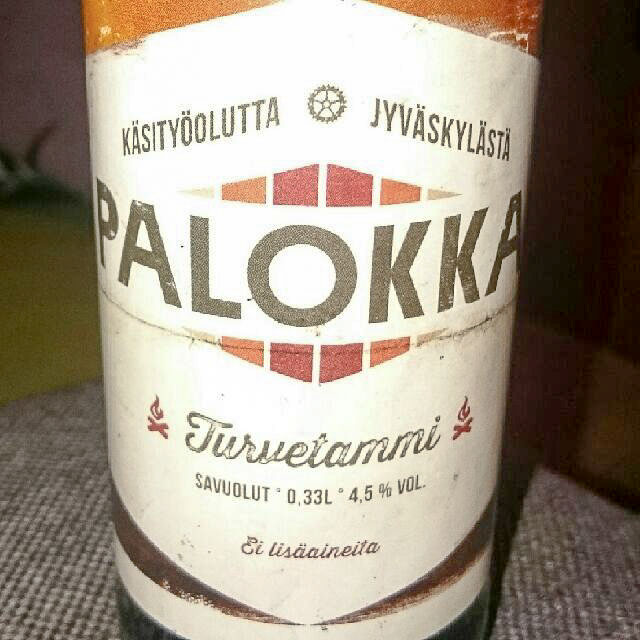 KÄSITYÖOLUTTA JYVÄSKYLÄSTÄ
PALOKKA
Turvetammi
SAVUOLUT ° 0,33L ° 4,5 % VOL.
Ei lisäaineita